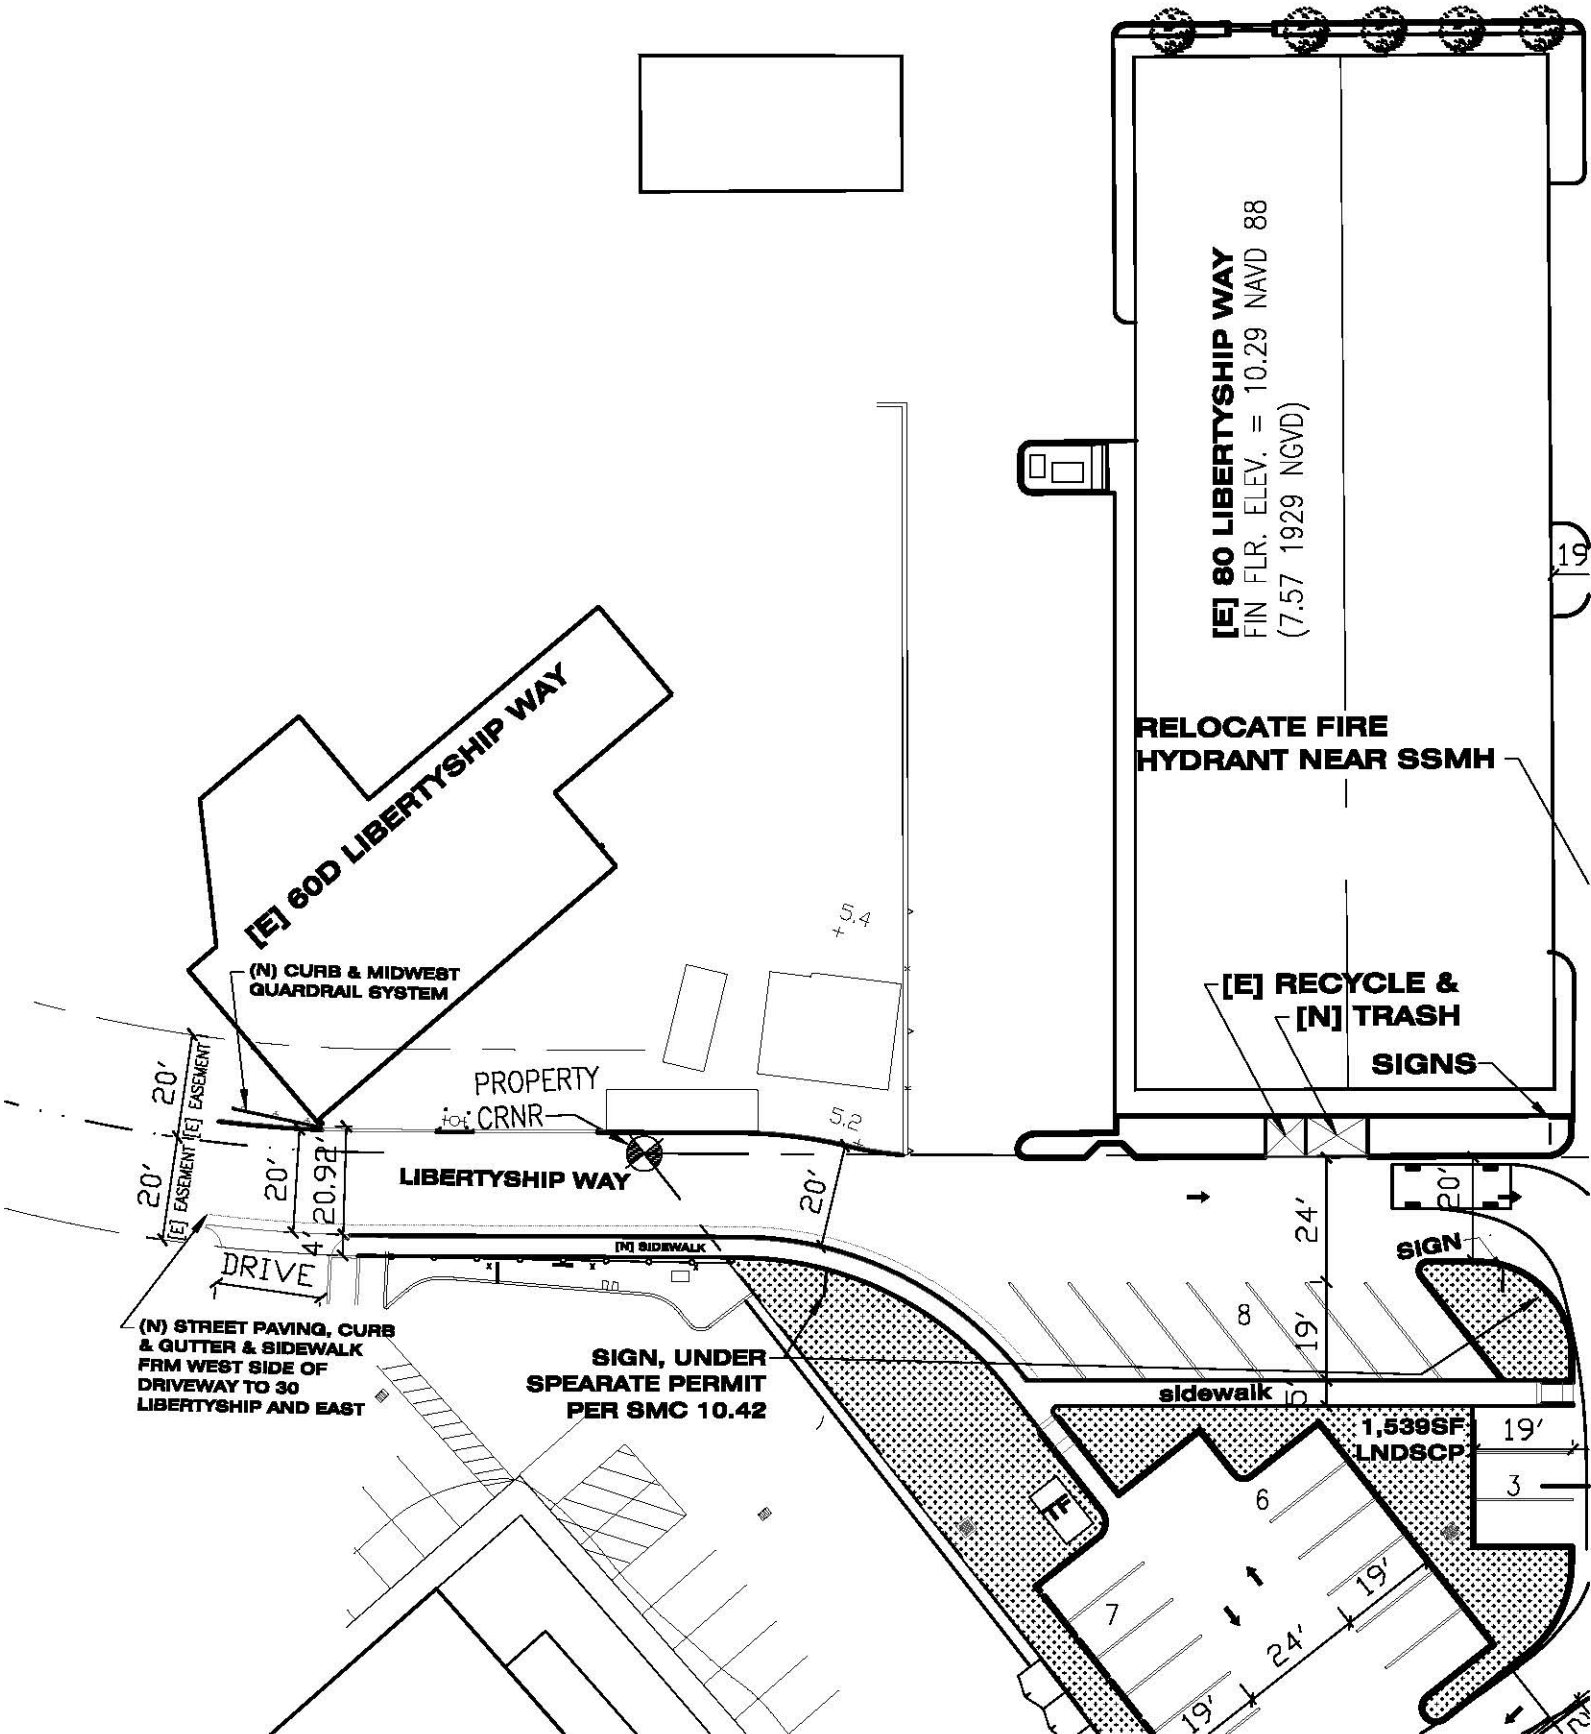 [E] 80 LIBERTYSHIP WAY
FIN FLR. ELEV. = 10.29 NAVD 88
(7.57 1929 NGVD)
19
RELOCATE FIRE
HYDRANT NEAR SSMH
[E] 60D LIBERTYSHIP WAY
5.4
(N) CURB & MIDWEST
GUARDRAIL SYSTEM
[E] RECYCLE &
[N] TRASH
SIGNS
20'
[E] EASEMENT
20'
[E] EASEMENT
PROPERTY
CRNR
5.2
20'
20.92'
4'
LIBERTYSHIP WAY
20'
24'
20'
[N] SIDEWALK
SIGN
DRIVE
8
19'
(N) STREET PAVING, CURB
& GUTTER & SIDEWALK
FRM WEST SIDE OF
DRIVEWAY TO 30
LIBERTYSHIP AND EAST
SIGN, UNDER
SPEARATE PERMIT
PER SMC 10.42
sidewalk
5'
1,539SF
LNDSCP
19'
3
6
7
19'
24'
19'